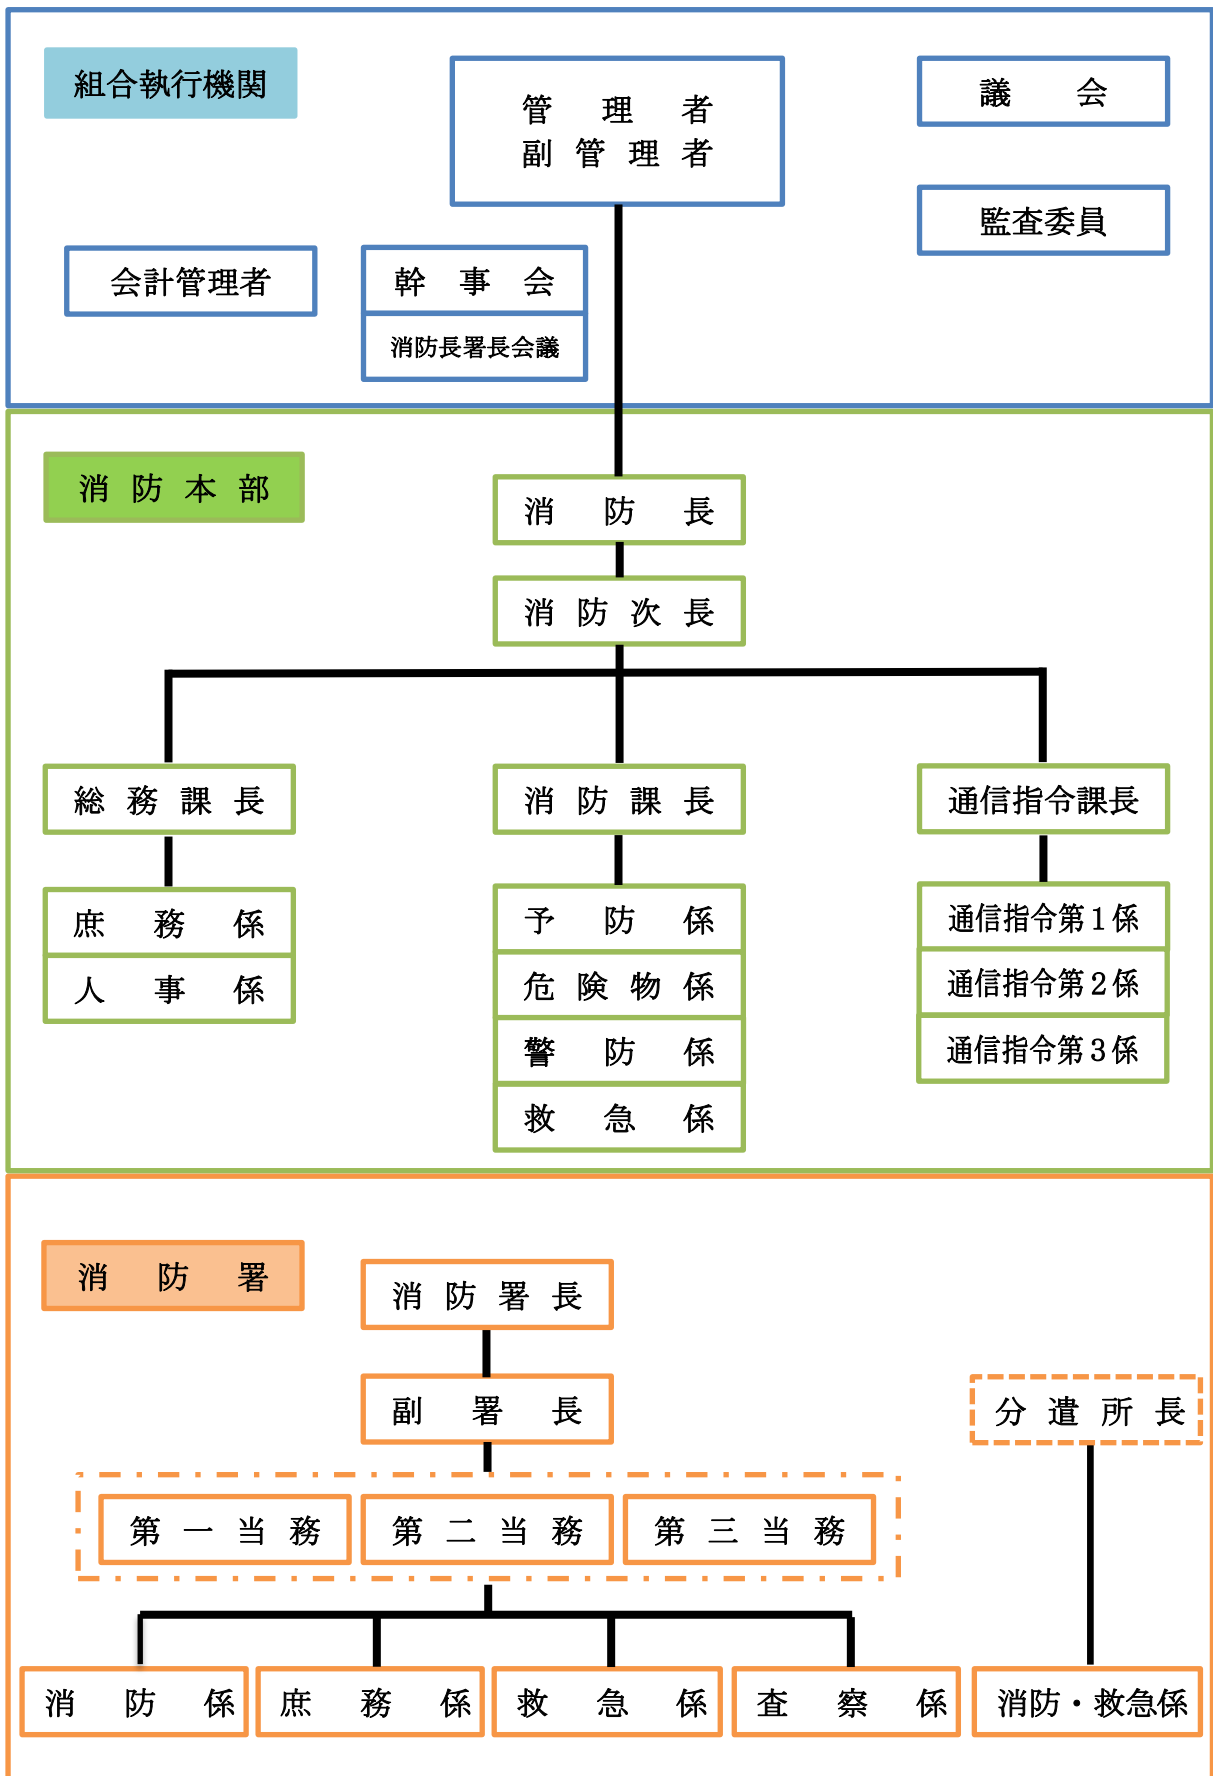 組合執行機関
管理者
副管理者
議会
監査委員
会計管理者
幹事会
消防長署長会議
消防本部
消防長
消防次長
総務課長
消防課長
通信指令課長
庶務係
人事係
予防係
危険物係
警防係
救急係
通信指令第1係
通信指令第2係
通信指令第3係
消防署
消防署長
副署長
分遣所長
第一当務
第二当務
第三当務
消防係
庶務係
救急係
査察係
消防・救急係